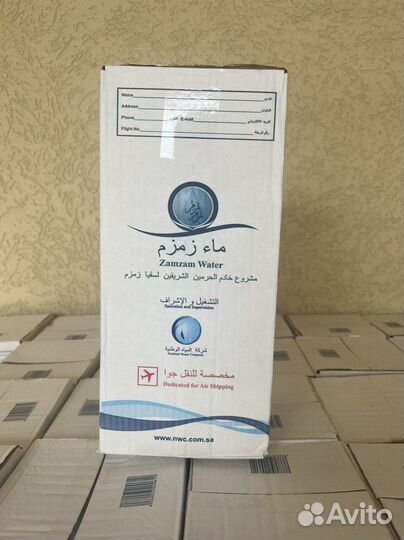 Name الاسم
Address العنوان
Phone E-mail البريد الالكتروني
Flight No. رقم الرحلة
زمزم
ماء زمزم
Zamzam Water
مشروع خادم الحرمين الشريفين لسقيا زمزم
التشغيل و الإشراف
Operation and Supervision
شركة المياه الوطنية
National Water Company
مخصصة للنقل جوا
Dedicated for Air Shipping
www.nwc.com.sa
Avito